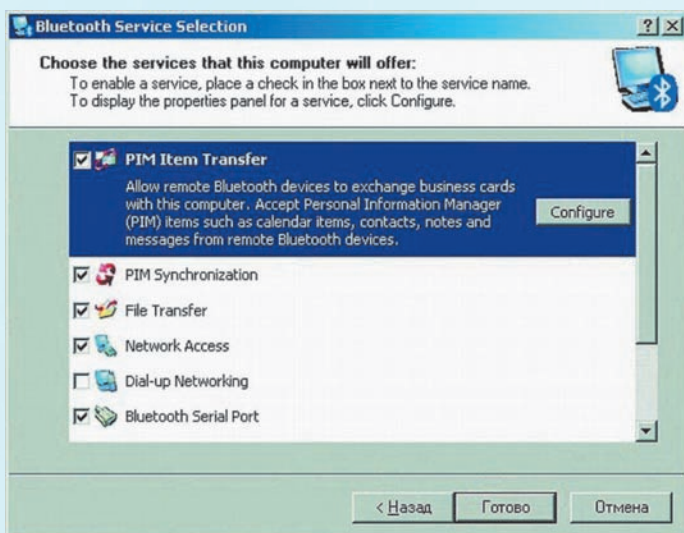 Bluetooth Service Selection
Choose the services that this computer will offer:
To enable a service, place a check in the box next to the service name.
To display the properties panel for a service, click Configure.
PIM Item Transfer
Allow remote Bluetooth devices to exchange business cards
with this computer. Accept Personal Information Manager
(PIM) items such as calendar items, contacts, notes and
messages from remote Bluetooth devices.
Configure
PIM Synchronization
File Transfer
Network Access
Dial-up Networking
Bluetooth Serial Port
< Назад Готово Отмена